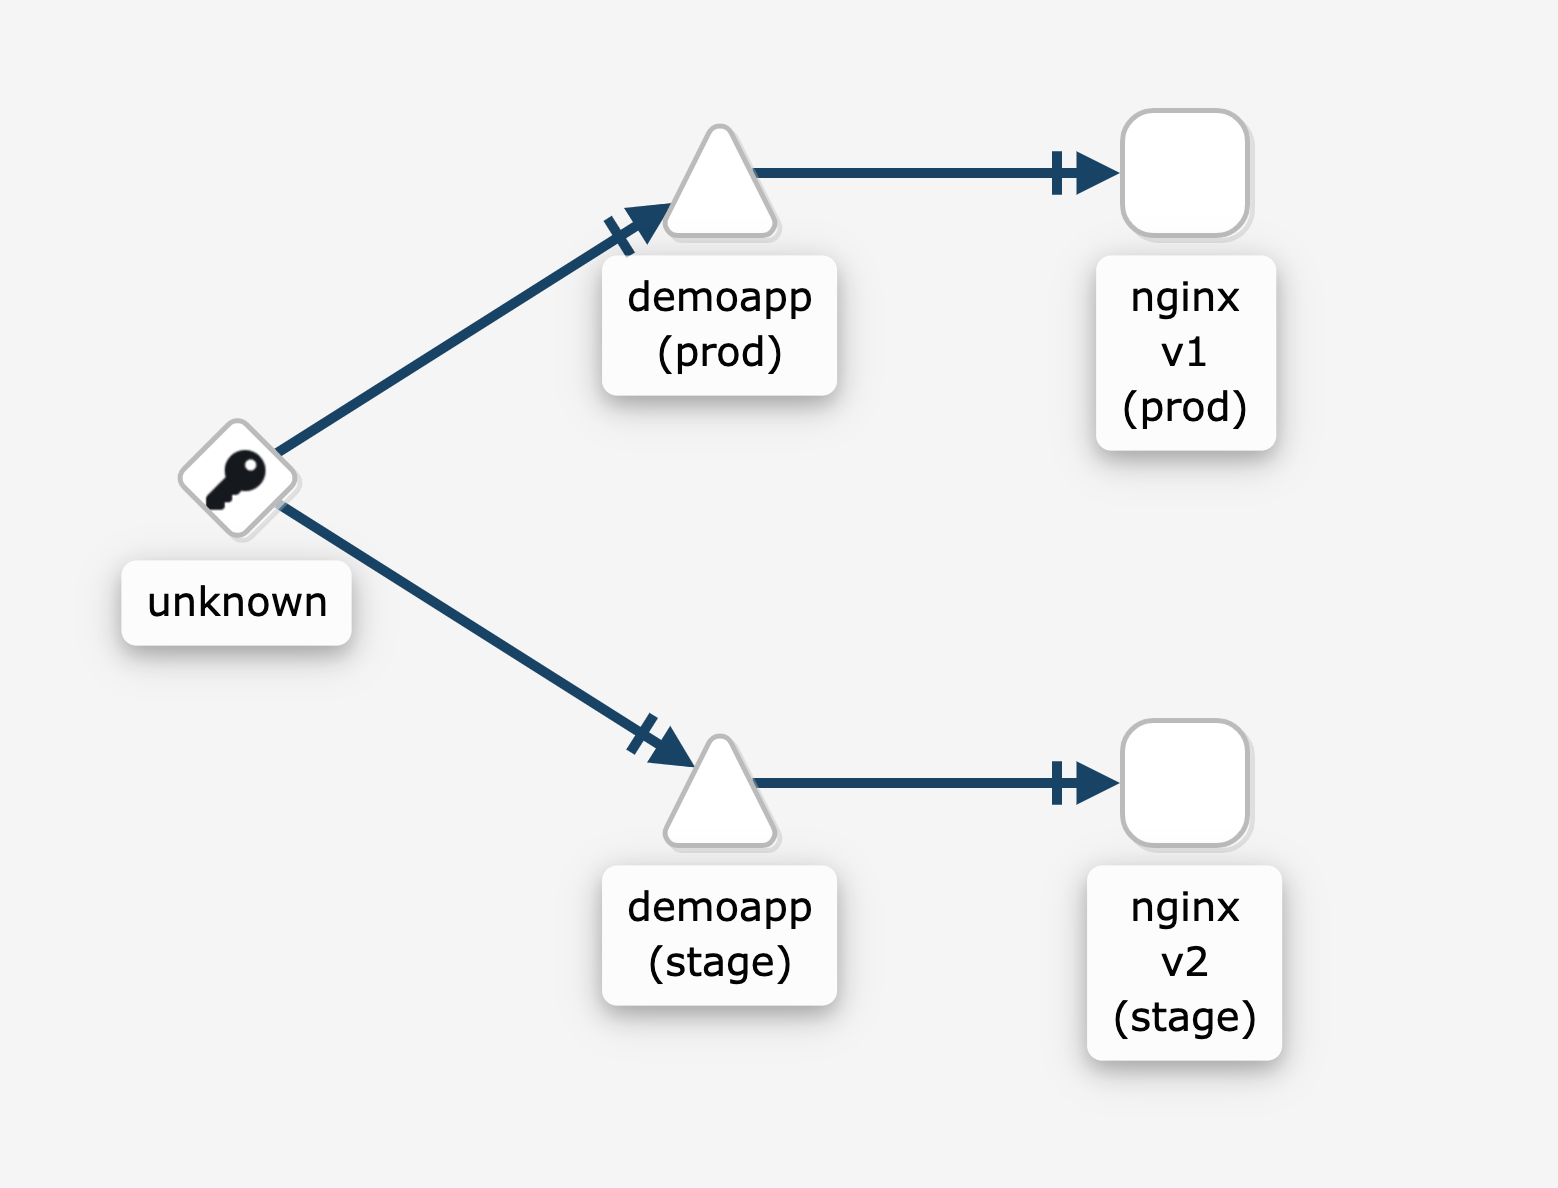 demoapp
(prod)
nginx
v1
(prod)
unknown
demoapp
(stage)
nginx
v2
(stage)